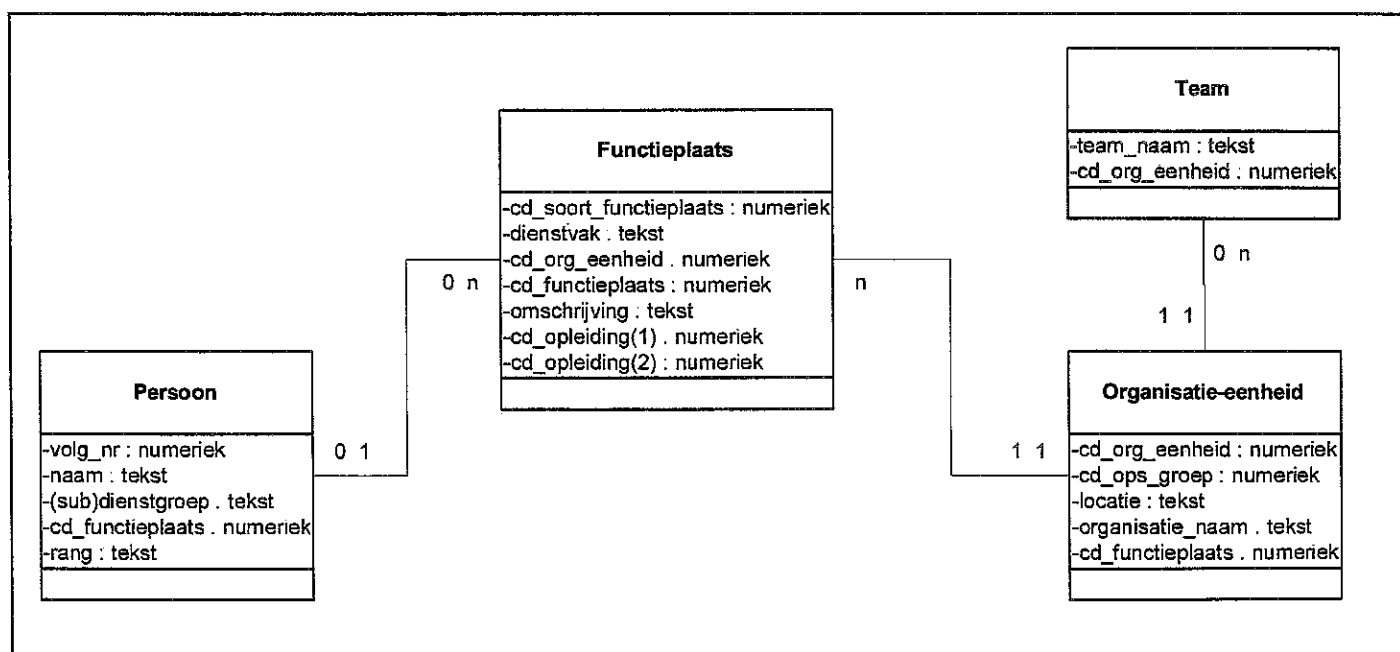 Team
-team_naam : tekst
-cd_org_eenheid : numeriek
0 n
1 1
Functieplaats
-cd_soort_functieplaats : numeriek
-dienstvak . tekst
-cd_org_eenheid . numeriek
-cd_functieplaats : numeriek
-omschrijving : tekst
-cd_opleiding(1) . numeriek
-cd_opleiding(2) : numeriek
0 n
n
Persoon
-volg_nr : numeriek
-naam : tekst
-(sub)dienstgroep . tekst
-cd_functieplaats . numeriek
-rang : tekst
0 1
1 1
Organisatie-eenheid
-cd_org_eenheid : numeriek
-cd_ops_groep : numeriek
-locatie : tekst
-organisatie_naam . tekst
-cd_functieplaats . numeriek